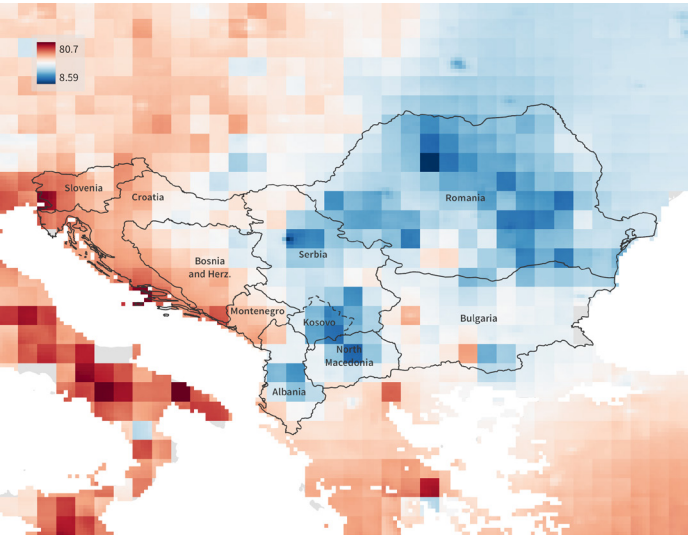 80.7
8.59
Slovenia
Croatia
Romania
Bosnia
and Herz.
Serbia
Montenegro
Kosovo
Bulgaria
North
Macedonia
Albania